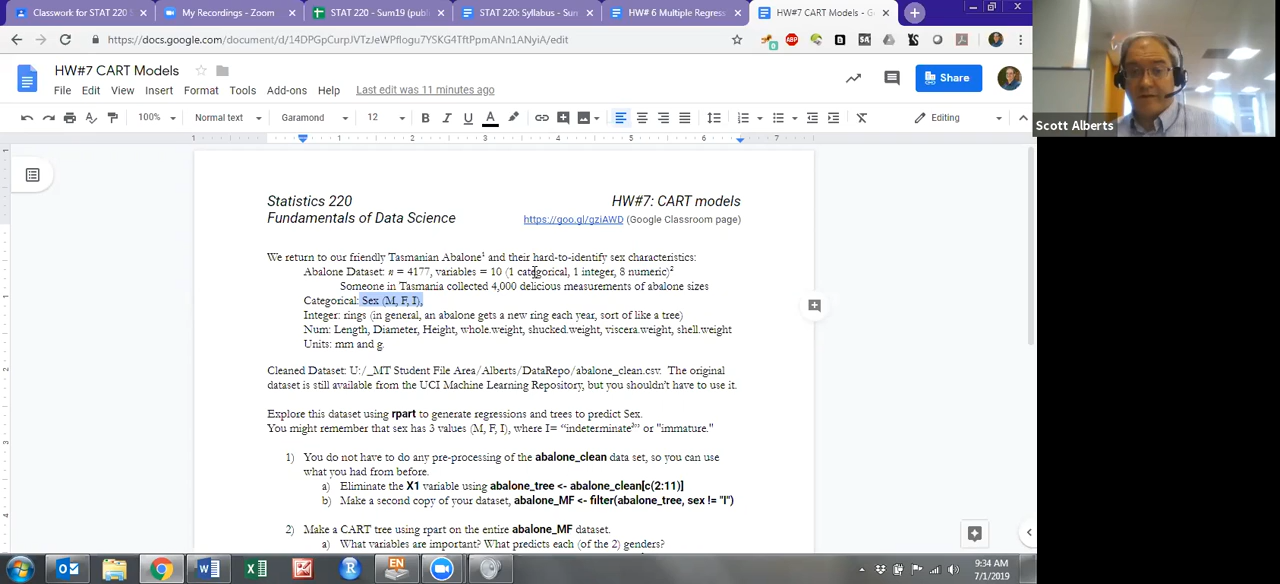 Classwork for STAT 220 S
My Recordings - Zoom
STAT 220 - Sum19 (publ
STAT 220: Syllabus - Sum
HW# 6 Multiple Regress
HW#7 CART Models - G
https://docs.google.com/document/d/14DPGpCurpJVTzJeWPflogu7YSKG4TftPpmANn1ANyiA/edit
HW#7 CART Models
File Edit View Insert Format Tools Add-ons Help Last edit was 11 minutes ago
Share
100% Normal text Garamond 12 B I U A Editing
Scott Alberts
Statistics 220 HW#7: CART models
Fundamentals of Data Science https://goo.gl/gziAWD (Google Classroom page)
We return to our friendly Tasmanian Abalone1 and their hard-to-identify sex characteristics:
Abalone Dataset: n = 4177, variables = 10 (1 categorical, 1 integer, 8 numeric)2
Someone in Tasmania collected 4,000 delicious measurements of abalone sizes
Categorical: Sex (M, F, I),
Integer: rings (in general, an abalone gets a new ring each year, sort of like a tree)
Num: Length, Diameter, Height, whole.weight, shucked.weight, viscera.weight, shell.weight
Units: mm and g.
Cleaned Dataset: U:/_MT Student File Area/Alberts/DataRepo/abalone_clean.csv. The original
dataset is still available from the UCI Machine Learning Repository, but you shouldn't have to use it.
Explore this dataset using rpart to generate regressions and trees to predict Sex.
You might remember that sex has 3 values (M, F, I), where I= "indeterminate3" or "immature."
1) You do not have to do any pre-processing of the abalone_clean data set, so you can use
what you had from before.
a) Eliminate the X1 variable using abalone_tree <- abalone_clean[c(2:11)]
b) Make a second copy of your dataset, abalone_MF <- filter(abalone_tree, sex != "I")
2) Make a CART tree using rpart on the entire abalone_MF dataset.
a) What variables are important? What predicts each (of the 2) genders?
9:34 AM
7/1/2019